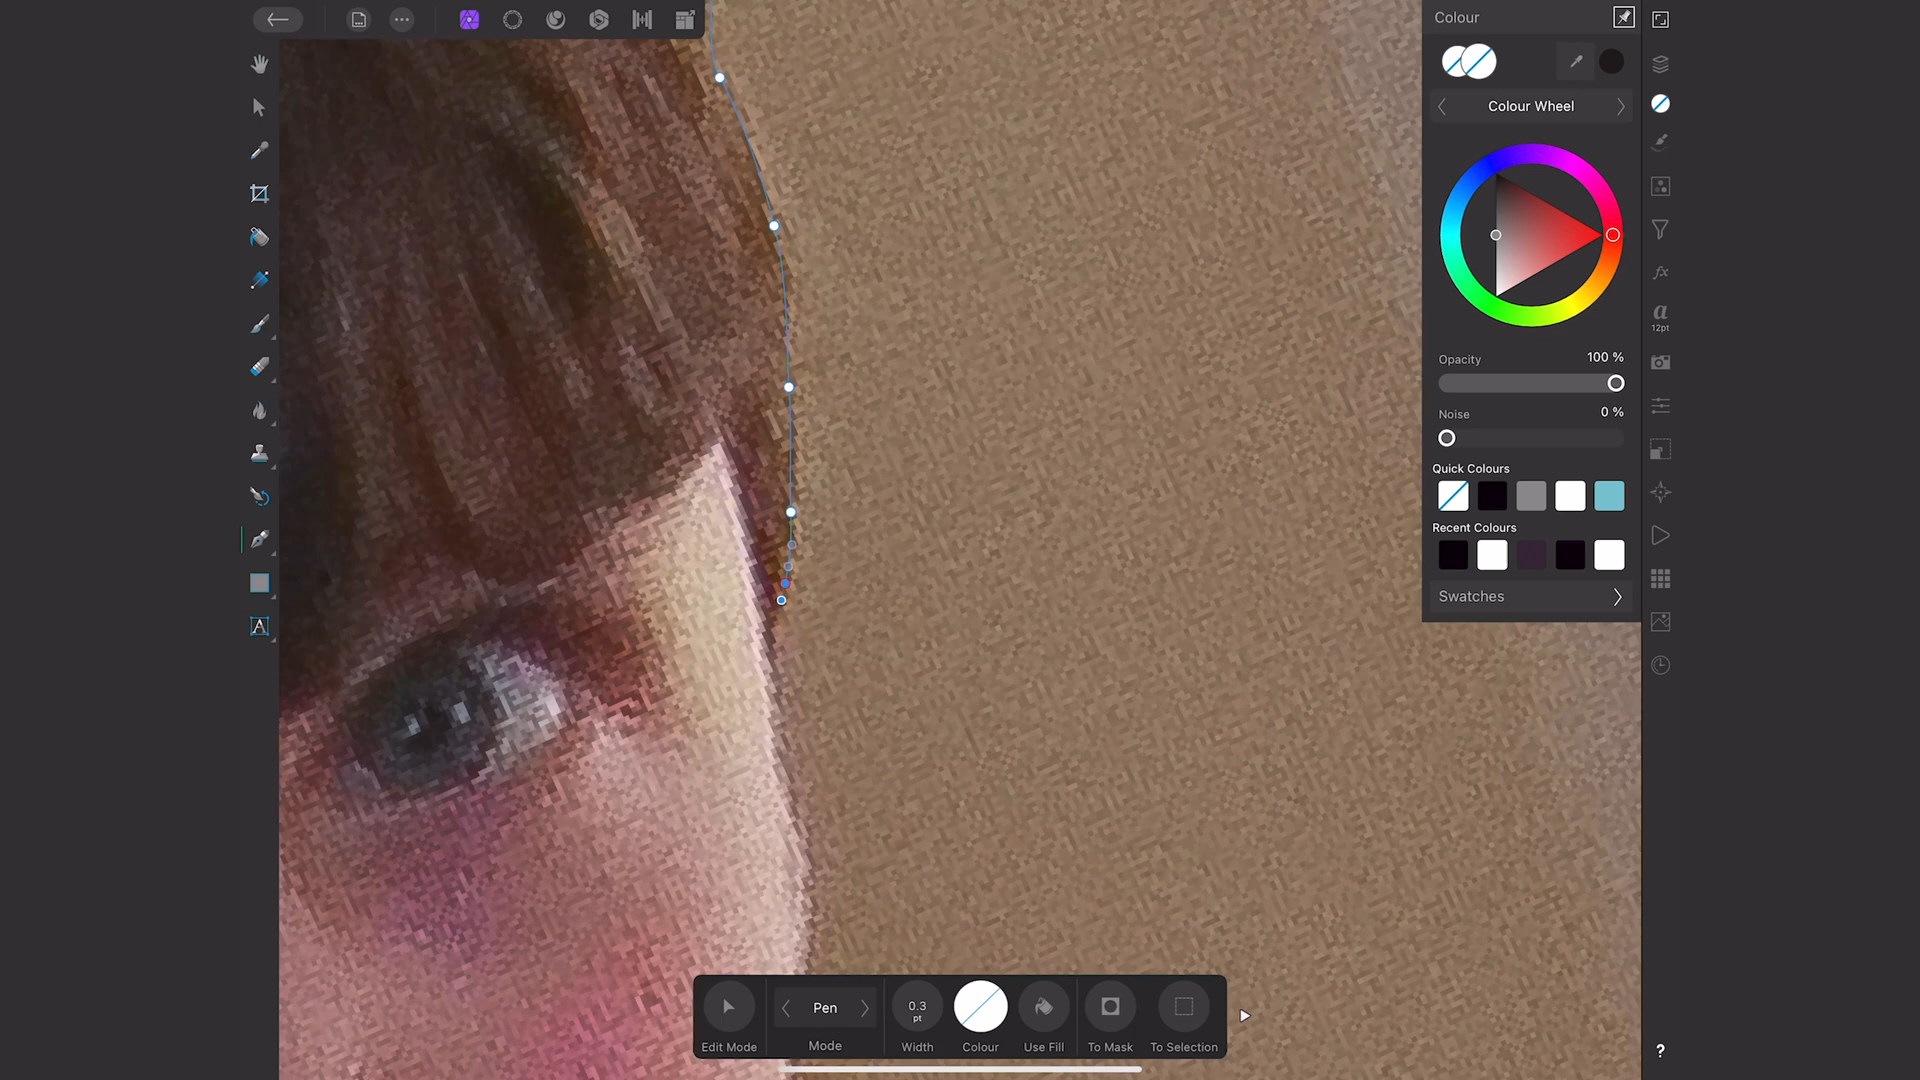 Colour
Colour Wheel
Opacity 100 %
Noise 0 %
Quick Colours
Recent Colours
Swatches
a
12pt
fx
A
0.3
pt
Pen
Edit Mode Mode Width Colour Use Fill To Mask To Selection
?